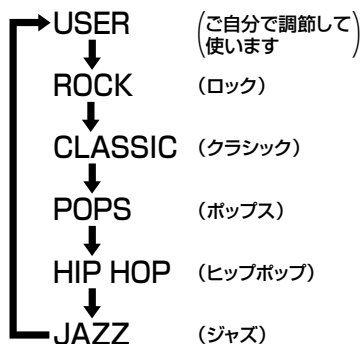 USER (ご自分で調節して
使います)
ROCK (ロック)
CLASSIC (クラシック)
POPS (ポップス)
HIP HOP (ヒップポップ)
JAZZ (ジャズ)